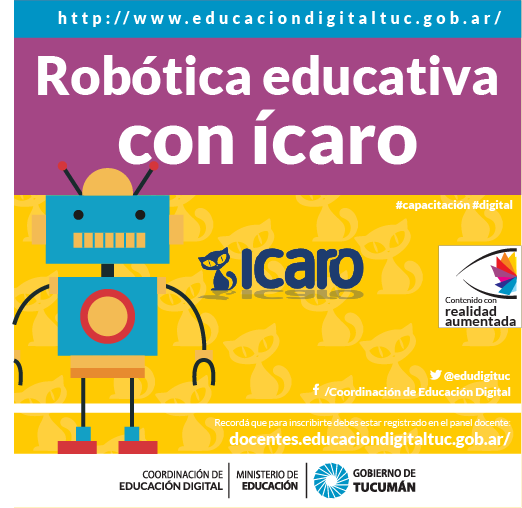 http://www.educaciondigitaltuc.gob.ar/
Robótica educativa
con ícaro
#capacitación #digital
ICARO
Contenido con
realidad
aumentada
@edudigituc
/Coordinación de Educación Digital
Recordá que para inscribirte debes estar registrado en el panel docente.
docentes.educaciondigitaltuc.gob.ar/
COORDINACIÓN DE
EDUCACIÓN DIGITAL
MINISTERIO DE
EDUCACIÓN
GOBIERNO DE
TUCUMÁN